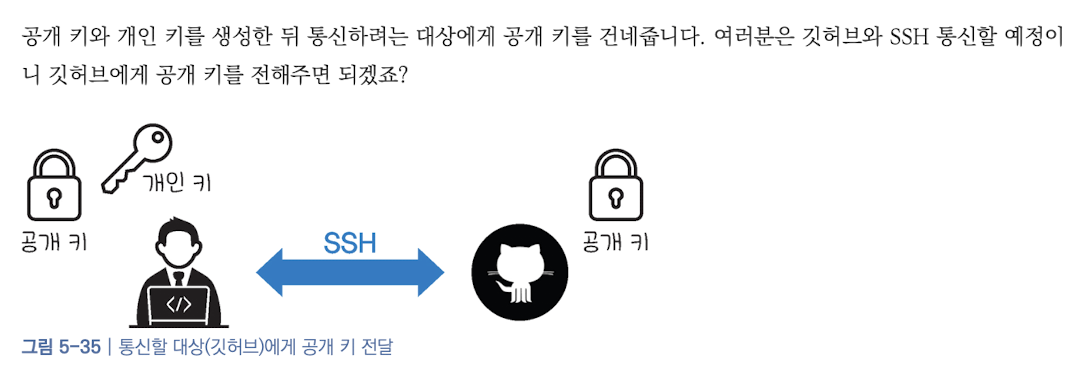 공개 키와 개인 키를 생성한 뒤 통신하려는 대상에게 공개 키를 건네줍니다. 여러분은 깃허브와 SSH 통신할 예정이
니 깃허브에게 공개 키를 전해주면 되겠죠?
개인 키
공개 키
SSH
공개 키
</>
그림 5-35 | 통신할 대상(깃허브)에게 공개 키 전달